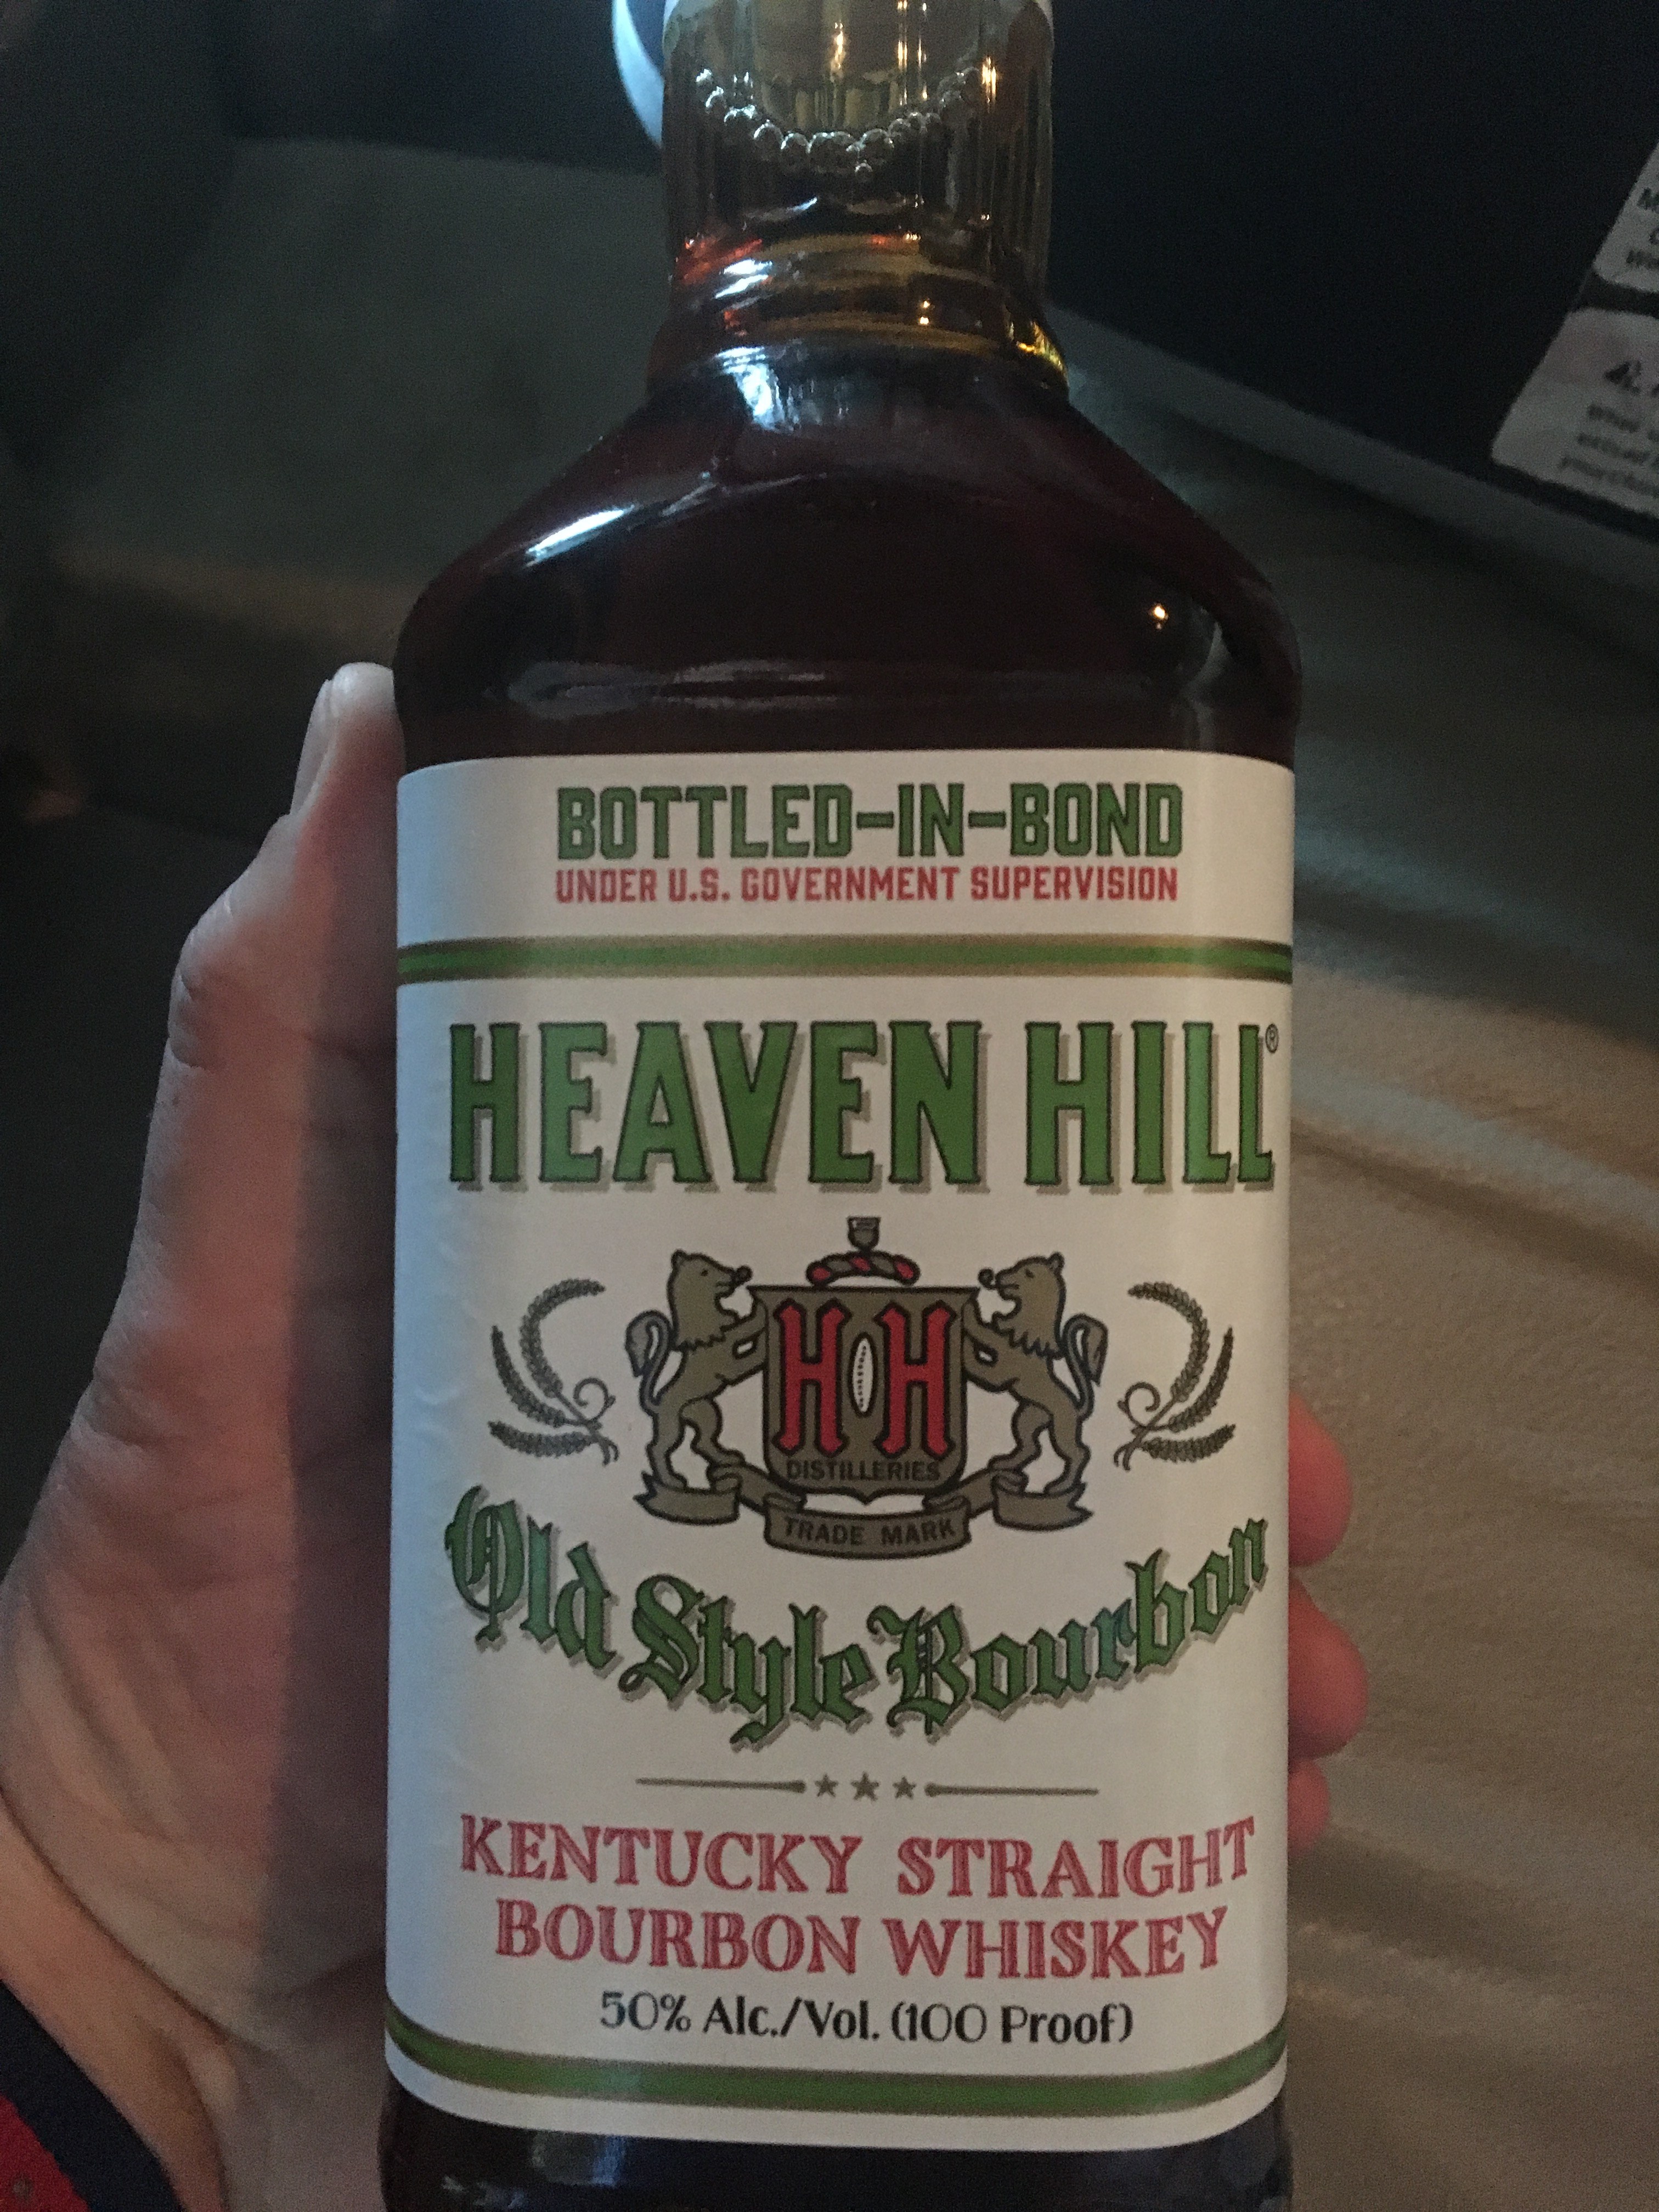 BOTTLED-IN-BOND
UNDER U.S. GOVERNMENT SUPERVISION
HEAVEN HILL®
H H
DISTILLERIES
TRADE MARK
Old Style Bourbon
KENTUCKY STRAIGHT
BOURBON WHISKEY
50% Alc./Vol. (100 Proof)